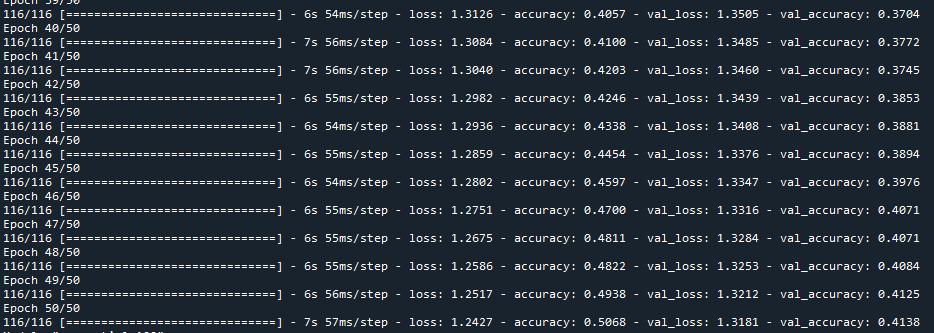 Epoch 39/50
116/116 [==============================] - 6s 54ms/step - loss: 1.3126 - accuracy: 0.4057 - val_loss: 1.3505 - val_accuracy: 0.3704
Epoch 40/50
116/116 [==============================] - 7s 56ms/step - loss: 1.3084 - accuracy: 0.4100 - val_loss: 1.3485 - val_accuracy: 0.3772
Epoch 41/50
116/116 [==============================] - 7s 56ms/step - loss: 1.3040 - accuracy: 0.4203 - val_loss: 1.3460 - val_accuracy: 0.3745
Epoch 42/50
116/116 [==============================] - 6s 55ms/step - loss: 1.2982 - accuracy: 0.4246 - val_loss: 1.3439 - val_accuracy: 0.3853
Epoch 43/50
116/116 [==============================] - 6s 54ms/step - loss: 1.2936 - accuracy: 0.4338 - val_loss: 1.3408 - val_accuracy: 0.3881
Epoch 44/50
116/116 [==============================] - 6s 55ms/step - loss: 1.2859 - accuracy: 0.4454 - val_loss: 1.3376 - val_accuracy: 0.3894
Epoch 45/50
116/116 [==============================] - 6s 54ms/step - loss: 1.2802 - accuracy: 0.4597 - val_loss: 1.3347 - val_accuracy: 0.3976
Epoch 46/50
116/116 [==============================] - 6s 55ms/step - loss: 1.2751 - accuracy: 0.4700 - val_loss: 1.3316 - val_accuracy: 0.4071
Epoch 47/50
116/116 [==============================] - 6s 55ms/step - loss: 1.2675 - accuracy: 0.4811 - val_loss: 1.3284 - val_accuracy: 0.4071
Epoch 48/50
116/116 [==============================] - 6s 55ms/step - loss: 1.2586 - accuracy: 0.4822 - val_loss: 1.3253 - val_accuracy: 0.4084
Epoch 49/50
116/116 [==============================] - 6s 56ms/step - loss: 1.2517 - accuracy: 0.4938 - val_loss: 1.3212 - val_accuracy: 0.4125
Epoch 50/50
116/116 [==============================] - 7s 57ms/step - loss: 1.2427 - accuracy: 0.5068 - val_loss: 1.3181 - val_accuracy: 0.4138